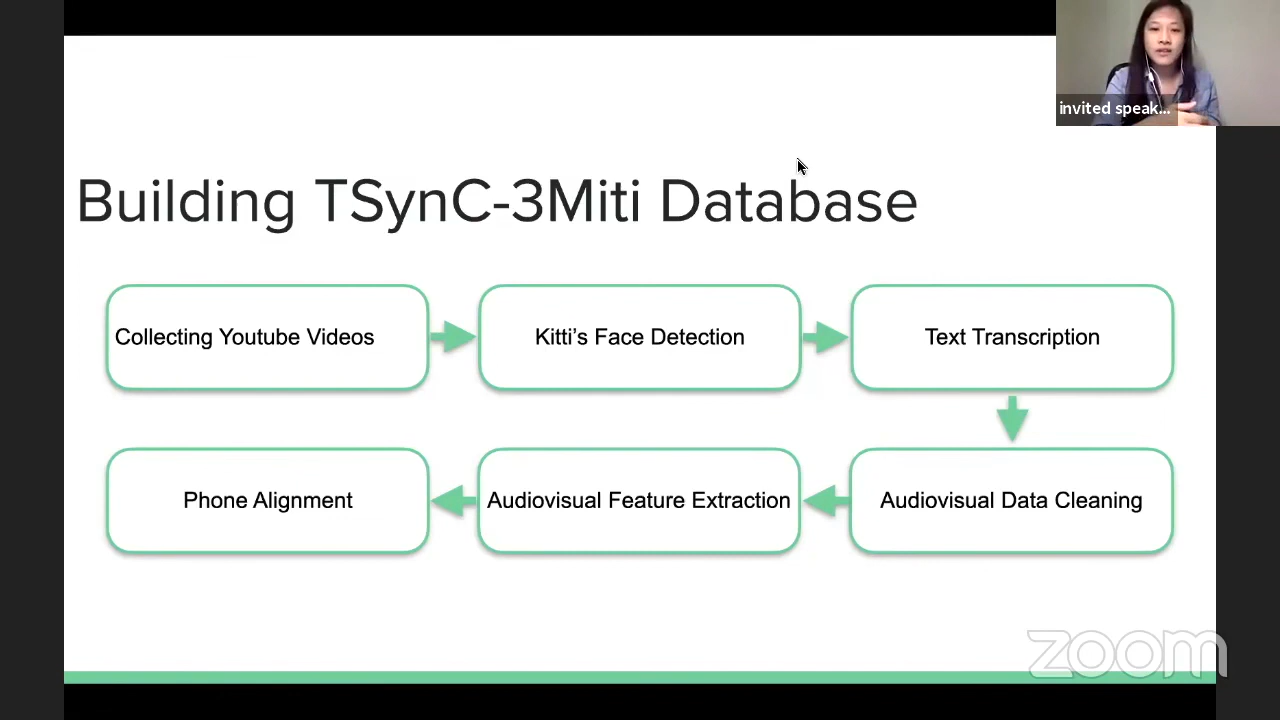 invited speak...
Building TSynC-3Miti Database
Collecting Youtube Videos
Kitti's Face Detection
Text Transcription
Phone Alignment
Audiovisual Feature Extraction
Audiovisual Data Cleaning
zoom